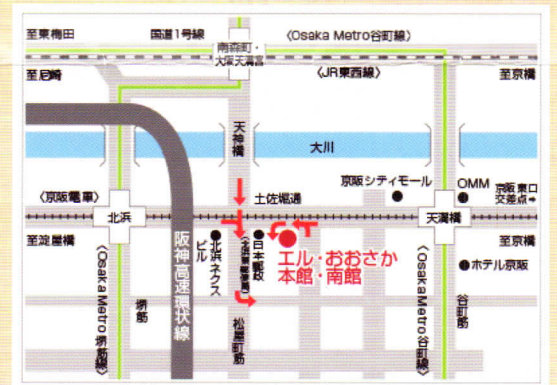 至東梅田
国道1号線
〈Osaka Metro谷町線〉
南森町・
大阪天満宮
至尼崎
〈JR東西線〉
至京橋
天神橋
大川
京阪シティモール
OMM
京阪東口
交差点→
〈京阪電車〉
土佐堀通
北浜
天満橋
至淀屋橋
至京橋
阪神高速環状線
北浜ネクス
ビル
日本郵政
エル・おおさか
本館・南館
ホテル京阪
〈Osaka Metro堺筋線〉
堺筋
松屋町筋
〈Osaka Metro谷町線〉
谷町筋